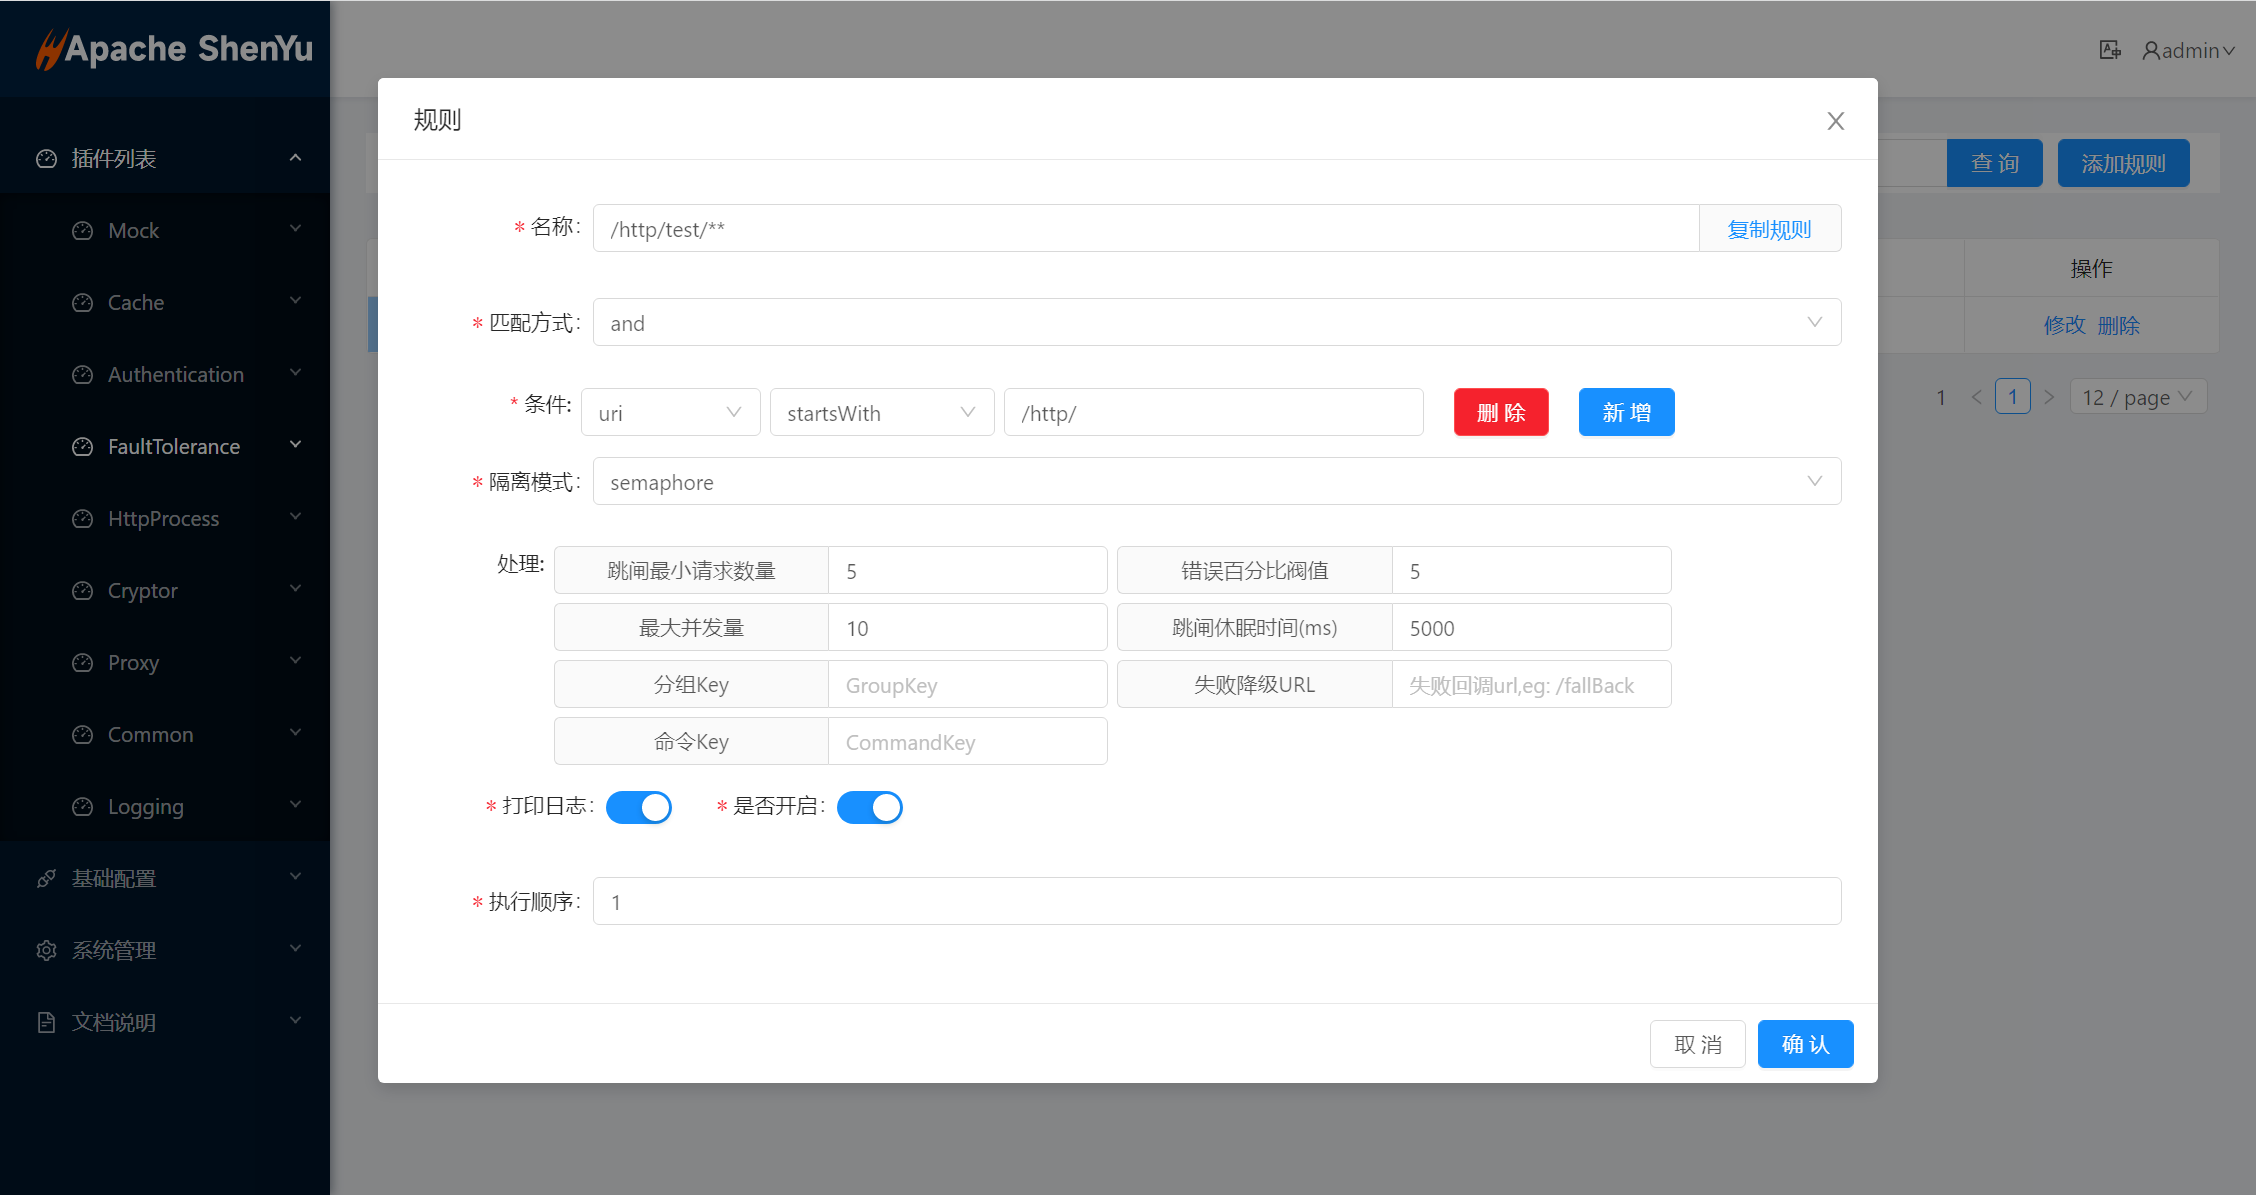 Apache ShenYu
admin
插件列表
Mock
Cache
Authentication
FaultTolerance
HttpProcess
Cryptor
Proxy
Common
Logging
基础配置
系统管理
文档说明
查 询
添加规则
操作
修改 删除
1
1
12 / page
规则
* 名称: /http/test/** 复制规则
* 匹配方式: and
* 条件: uri startsWith /http/ 删 除 新 增
* 隔离模式: semaphore
处理: 跳闸最小请求数量 5 错误百分比阀值 5
最大并发量 10 跳闸休眠时间(ms) 5000
分组Key GroupKey 失败降级URL 失败回调url,eg: /fallBack
命令Key CommandKey
* 打印日志: * 是否开启:
* 执行顺序: 1
取 消 确 认